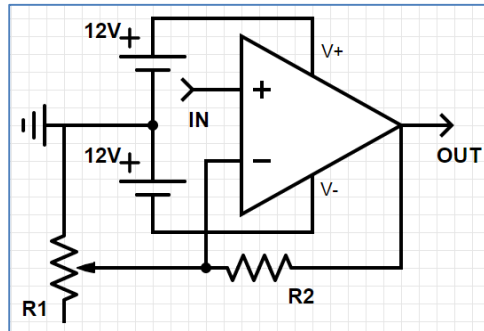 12V +
V+
+
IN
OUT
12V +
−
V-
R1
R2